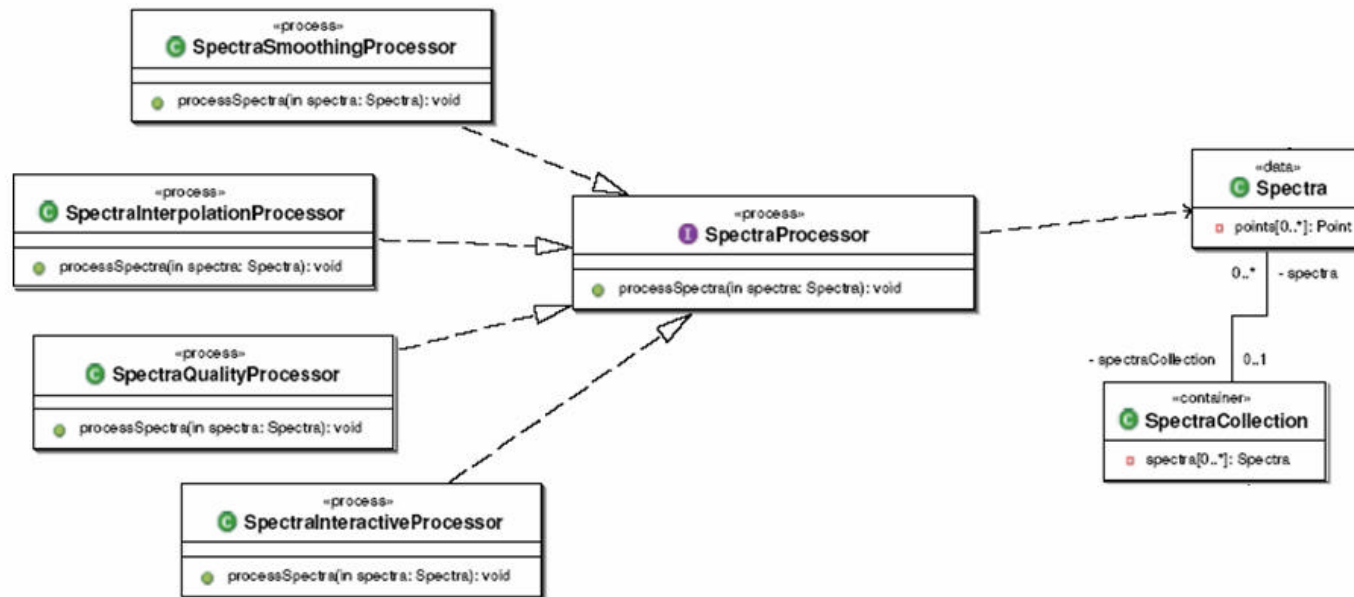 «process»
C SpectraSmoothingProcessor
processSpectra(in spectra: Spectra): void
«process»
C SpectraInterpolationProcessor
processSpectra(in spectra: Spectra): void
«process»
C SpectraQualityProcessor
processSpectra(in spectra: Spectra): void
«process»
C SpectraInteractiveProcessor
processSpectra(in spectra: Spectra): void
«process»
I SpectraProcessor
processSpectra(in spectra: Spectra): void
«data»
C Spectra
points[0..*]: Point
0..* - spectra
- spectraCollection 0..1
«container»
C SpectraCollection
spectra[0..*]: Spectra